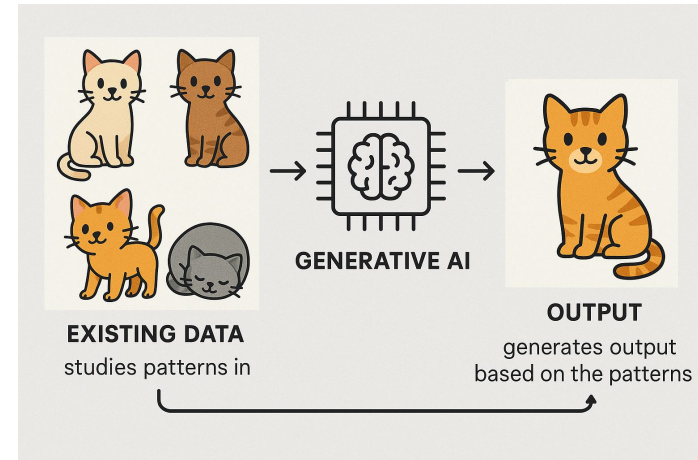 EXISTING DATA
studies patterns in
GENERATIVE AI
OUTPUT
generates output
based on the patterns